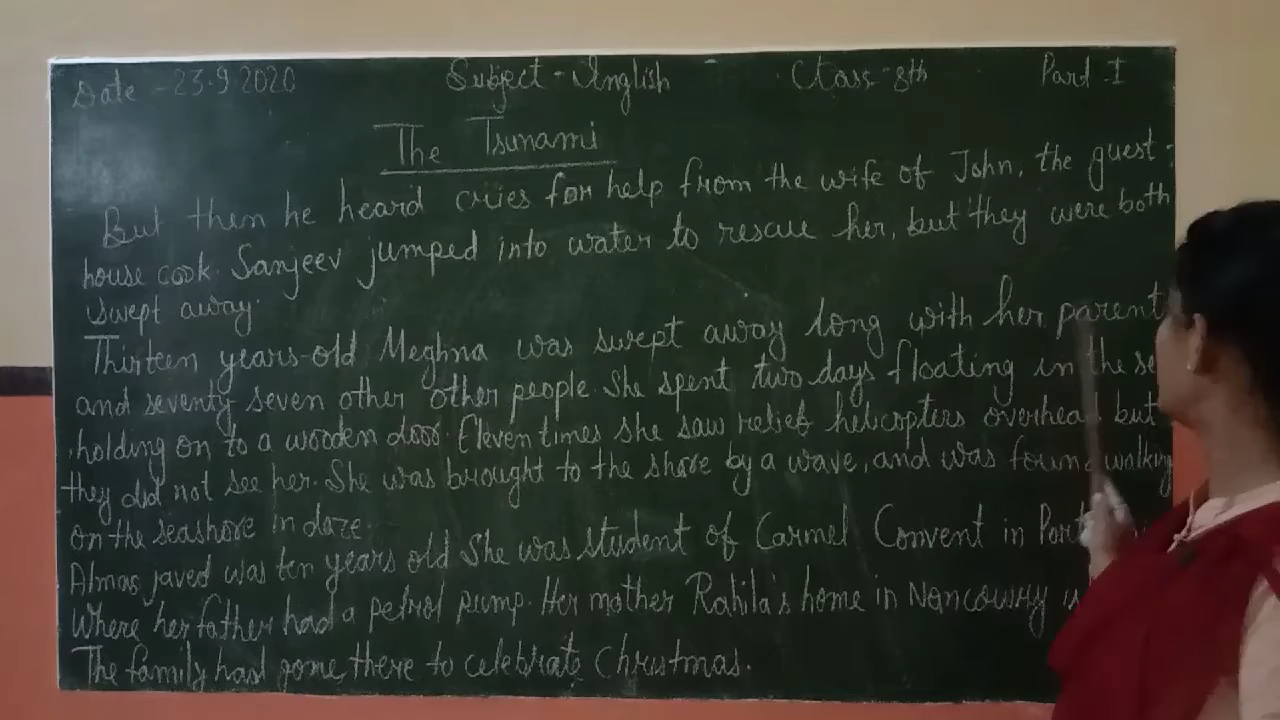 Date - 23.9.2020 Subject - English Class - 8th Part - I
The Tsunami
But then he heard cries for help from the wife of John, the guest -
house cook. Sanjeev jumped into water to rescue her, but they were both
swept away.
Thirteen years-old Meghna was swept away long with her parent
and seventy seven other other people. She spent two days floating in the se
holding on to a wooden door. Eleven times she saw relief helicopters overhead but
they did not see her. She was brought to the shore by a wave, and was found walking
on the seashore in daze.
Almas javed was ten years old She was student of Carmel Convent in Port
Where her father had a petrol pump. Her mother Rahila's home in Nancowry
The family had gone there to celebrate Christmas.